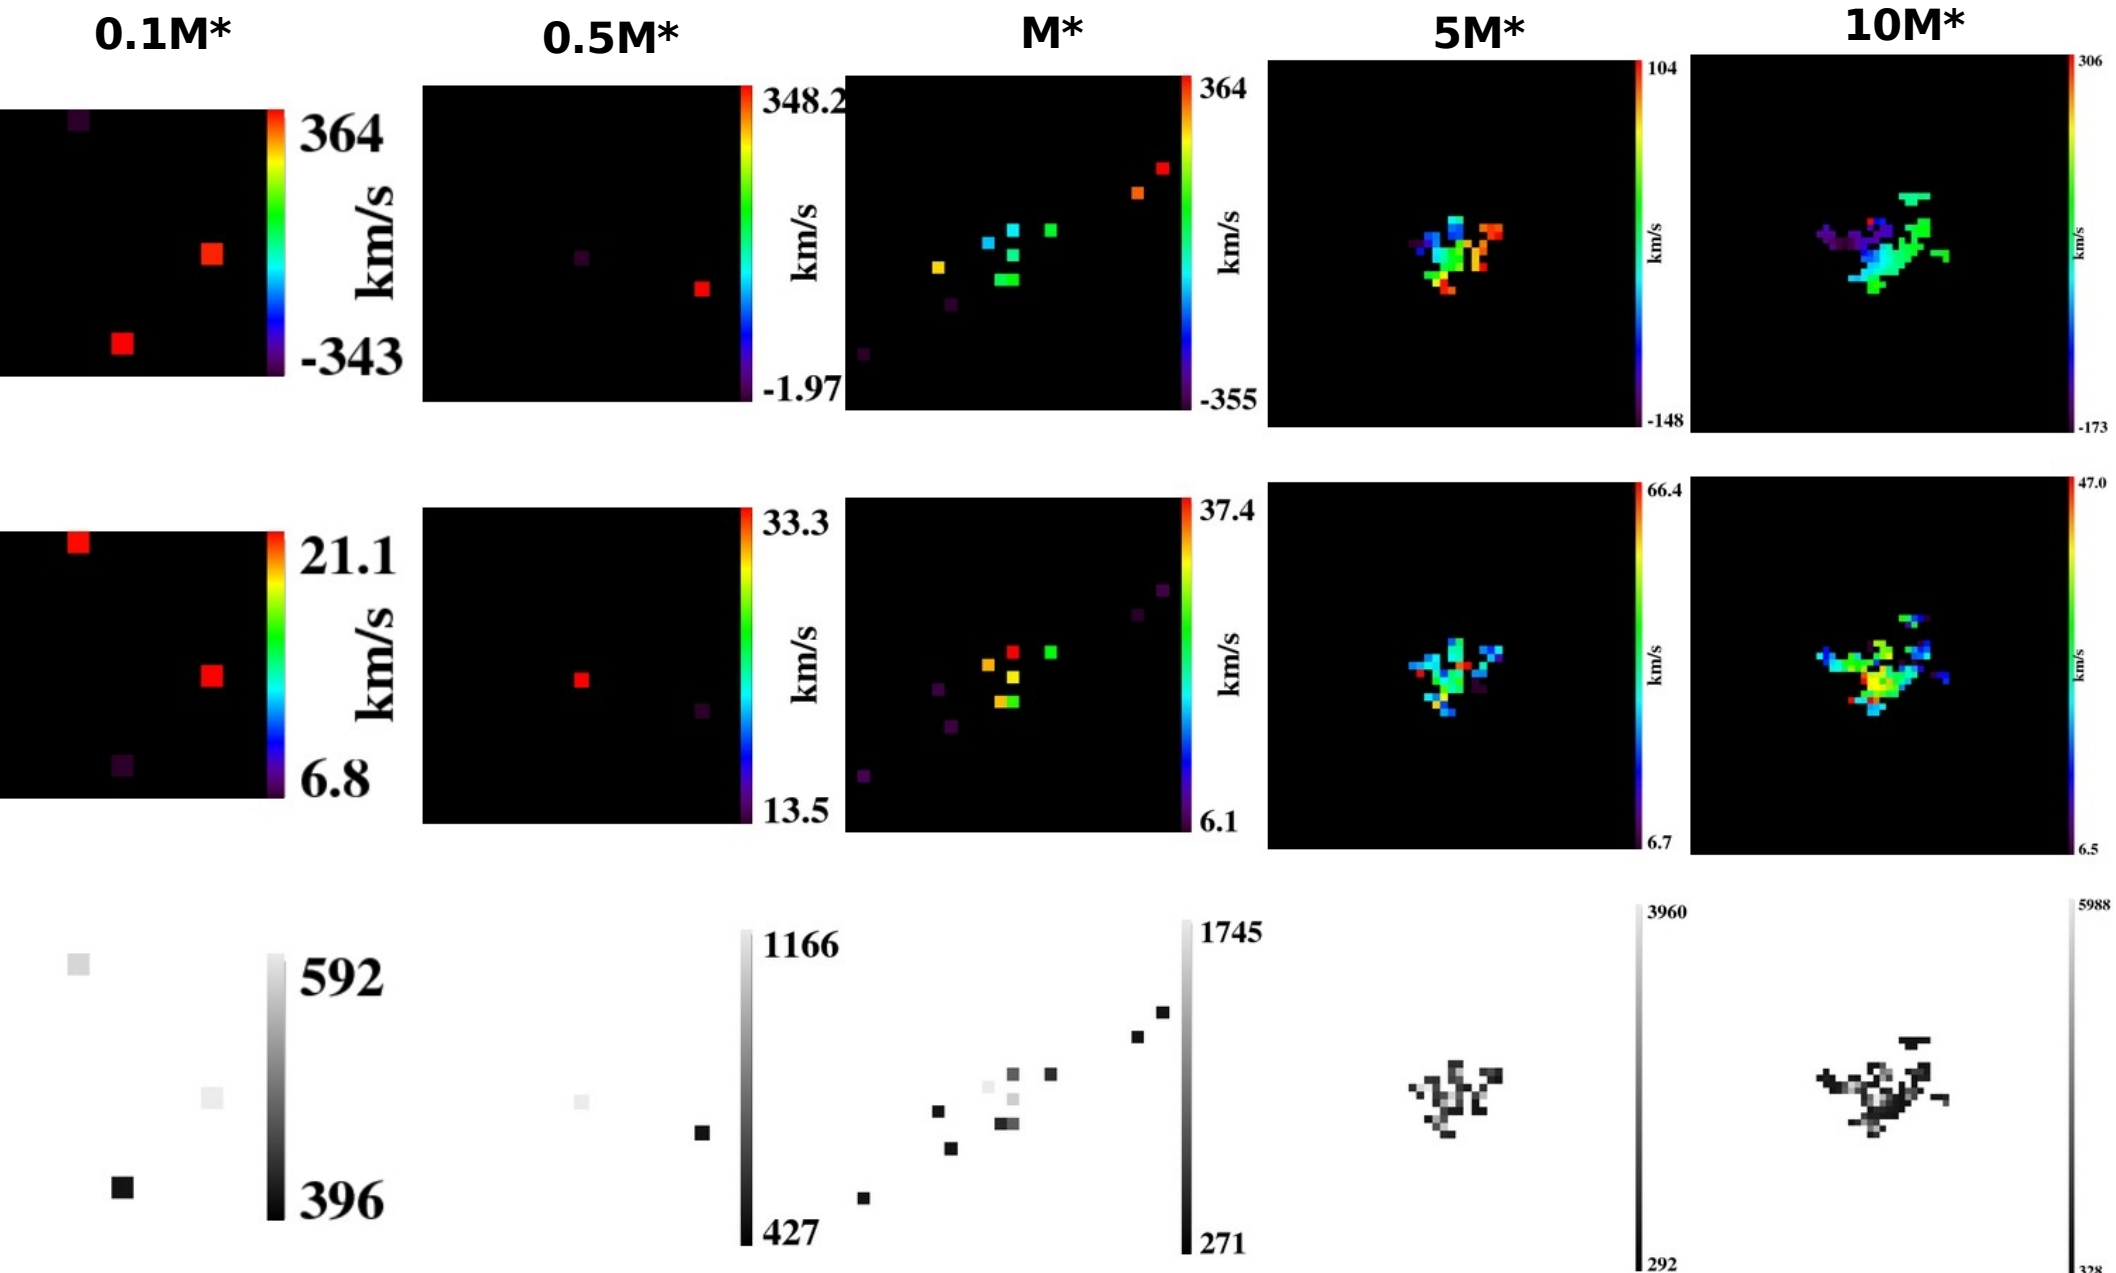 0.1M* 0.5M* M* 5M* 10M*
364 348.2 364 104 306
km/s km/s km/s km/s km/s
-343 -1.97 -355 -148 -173
21.1 33.3 37.4 66.4 47.0
km/s km/s km/s km/s km/s
6.8 13.5 6.1 6.7 6.5
592 1166 1745 3960 5988
396 427 271 292 328